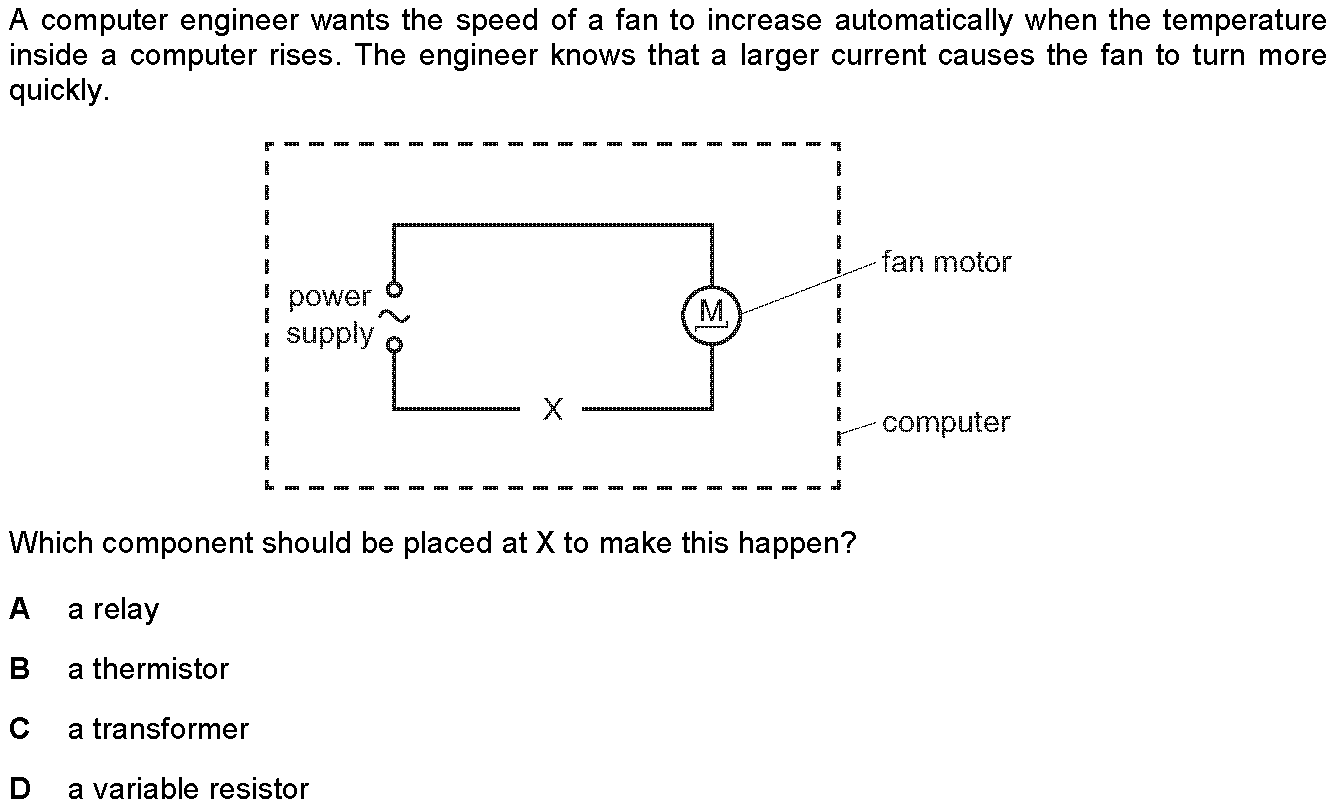 A computer engineer wants the speed of a fan to increase automatically when the temperature
inside a computer rises. The engineer knows that a larger current causes the fan to turn more
quickly.
fan motor
power
supply
M
X
computer
Which component should be placed at X to make this happen?
A a relay
B a thermistor
C a transformer
D a variable resistor